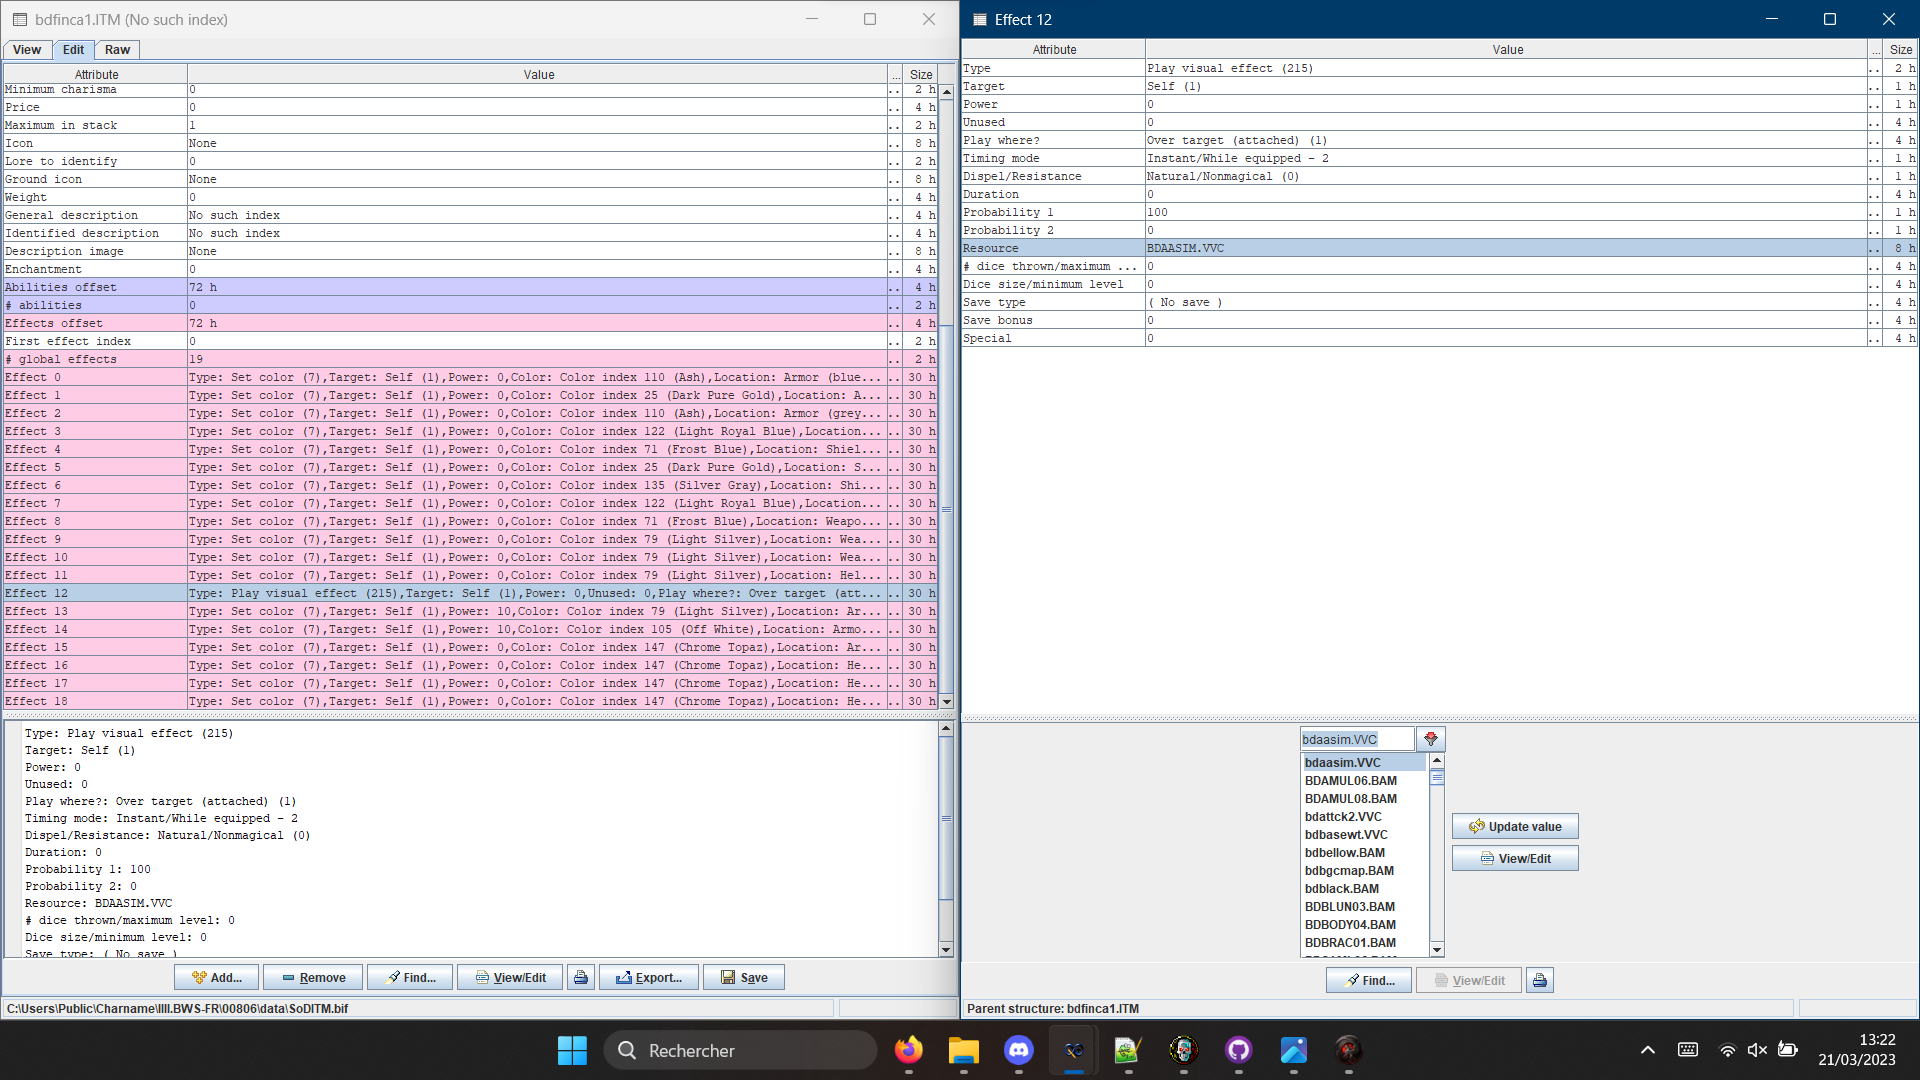 bdfinca1.ITM (No such index)
View Edit Raw
Attribute Value ... Size
Minimum charisma 0 .. 2 h
Price 0 .. 4 h
Maximum in stack 1 .. 2 h
Icon None .. 8 h
Lore to identify 0 .. 2 h
Ground icon None .. 8 h
Weight 0 .. 4 h
General description No such index .. 4 h
Identified description No such index .. 4 h
Description image None .. 8 h
Enchantment 0 .. 4 h
Abilities offset 72 h .. 4 h
# abilities 0 .. 2 h
Effects offset 72 h .. 4 h
First effect index 0 .. 2 h
# global effects 19 .. 2 h
Effect 0 Type: Set color (7),Target: Self (1),Power: 0,Color: Color index 110 (Ash),Location: Armor (blue... .. 30 h
Effect 1 Type: Set color (7),Target: Self (1),Power: 0,Color: Color index 25 (Dark Pure Gold),Location: A... .. 30 h
Effect 2 Type: Set color (7),Target: Self (1),Power: 0,Color: Color index 110 (Ash),Location: Armor (grey... .. 30 h
Effect 3 Type: Set color (7),Target: Self (1),Power: 0,Color: Color index 122 (Light Royal Blue),Location... .. 30 h
Effect 4 Type: Set color (7),Target: Self (1),Power: 0,Color: Color index 71 (Frost Blue),Location: Shiel... .. 30 h
Effect 5 Type: Set color (7),Target: Self (1),Power: 0,Color: Color index 25 (Dark Pure Gold),Location: S... .. 30 h
Effect 6 Type: Set color (7),Target: Self (1),Power: 0,Color: Color index 135 (Silver Gray),Location: Shi... .. 30 h
Effect 7 Type: Set color (7),Target: Self (1),Power: 0,Color: Color index 122 (Light Royal Blue),Location... .. 30 h
Effect 8 Type: Set color (7),Target: Self (1),Power: 0,Color: Color index 71 (Frost Blue),Location: Weapo... .. 30 h
Effect 9 Type: Set color (7),Target: Self (1),Power: 0,Color: Color index 79 (Light Silver),Location: Wea... .. 30 h
Effect 10 Type: Set color (7),Target: Self (1),Power: 0,Color: Color index 79 (Light Silver),Location: Wea... .. 30 h
Effect 11 Type: Set color (7),Target: Self (1),Power: 0,Color: Color index 79 (Light Silver),Location: Hel... .. 30 h
Effect 12 Type: Play visual effect (215),Target: Self (1),Power: 0,Unused: 0,Play where?: Over target (att... .. 30 h
Effect 13 Type: Set color (7),Target: Self (1),Power: 10,Color: Color index 79 (Light Silver),Location: Ar... .. 30 h
Effect 14 Type: Set color (7),Target: Self (1),Power: 10,Color: Color index 105 (Off White),Location: Armo... .. 30 h
Effect 15 Type: Set color (7),Target: Self (1),Power: 0,Color: Color index 147 (Chrome Topaz),Location: Ar... .. 30 h
Effect 16 Type: Set color (7),Target: Self (1),Power: 0,Color: Color index 147 (Chrome Topaz),Location: He... .. 30 h
Effect 17 Type: Set color (7),Target: Self (1),Power: 0,Color: Color index 147 (Chrome Topaz),Location: He... .. 30 h
Effect 18 Type: Set color (7),Target: Self (1),Power: 0,Color: Color index 147 (Chrome Topaz),Location: He... .. 30 h
Type: Play visual effect (215)
Target: Self (1)
Power: 0
Unused: 0
Play where?: Over target (attached) (1)
Timing mode: Instant/While equipped - 2
Dispel/Resistance: Natural/Nonmagical (0)
Duration: 0
Probability 1: 100
Probability 2: 0
Resource: BDAASIM.VVC
# dice thrown/maximum level: 0
Dice size/minimum level: 0
Save type: ( No save )
Add... Remove Find... View/Edit Export... Save
C:\Users\Public\Charname\IIII.BWS-FR\00806\data\SoDITM.bif
Effect 12
Attribute Value ... Size
Type Play visual effect (215) .. 2 h
Target Self (1) .. 1 h
Power 0 .. 1 h
Unused 0 .. 4 h
Play where? Over target (attached) (1) .. 4 h
Timing mode Instant/While equipped - 2 .. 1 h
Dispel/Resistance Natural/Nonmagical (0) .. 1 h
Duration 0 .. 4 h
Probability 1 100 .. 1 h
Probability 2 0 .. 1 h
Resource BDAASIM.VVC .. 8 h
# dice thrown/maximum ... 0 .. 4 h
Dice size/minimum level 0 .. 4 h
Save type ( No save ) .. 4 h
Save bonus 0 .. 4 h
Special 0 .. 4 h
bdaasim.VVC
bdaasim.VVC
BDAMUL06.BAM
BDAMUL08.BAM
bdattck2.VVC
bdbasewt.VVC
bdbellow.BAM
bdbgcmap.BAM
bdblack.BAM
BDBLUN03.BAM
BDBODY04.BAM
BDBRAC01.BAM
Update value
View/Edit
Find... View/Edit
Parent structure: bdfinca1.ITM
Rechercher
13:22
21/03/2023